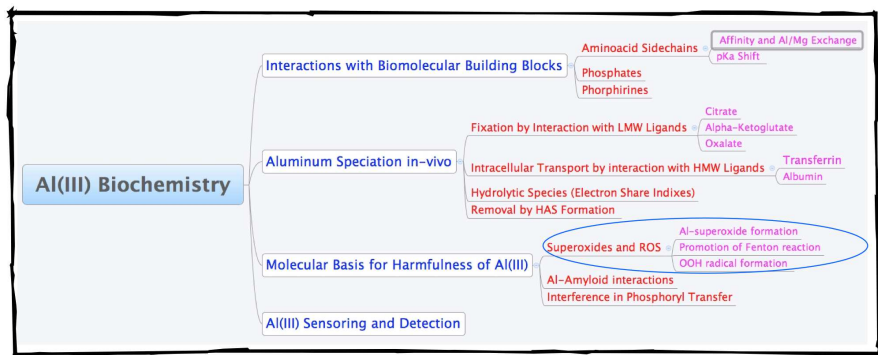 Al(III) Biochemistry
Interactions with Biomolecular Building Blocks
Aminoacid Sidechains
Affinity and Al/Mg Exchange
pKa Shift
Phosphates
Phorphirines
Aluminum Speciation in-vivo
Fixation by Interaction with LMW Ligands
Citrate
Alpha-Ketoglutate
Oxalate
Intracellular Transport by interaction with HMW Ligands
Transferrin
Albumin
Hydrolytic Species (Electron Share Indixes)
Removal by HAS Formation
Molecular Basis for Harmfulness of Al(III)
Superoxides and ROS
Al-superoxide formation
Promotion of Fenton reaction
OOH radical formation
Al-Amyloid interactions
Interference in Phosphoryl Transfer
Al(III) Sensoring and Detection